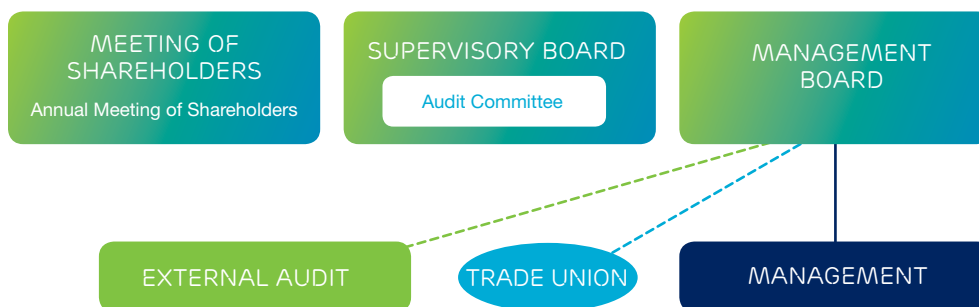 MEETING OF
SHAREHOLDERS
Annual Meeting of Shareholders
SUPERVISORY BOARD
Audit Committee
MANAGEMENT
BOARD
EXTERNAL AUDIT
TRADE UNION
MANAGEMENT